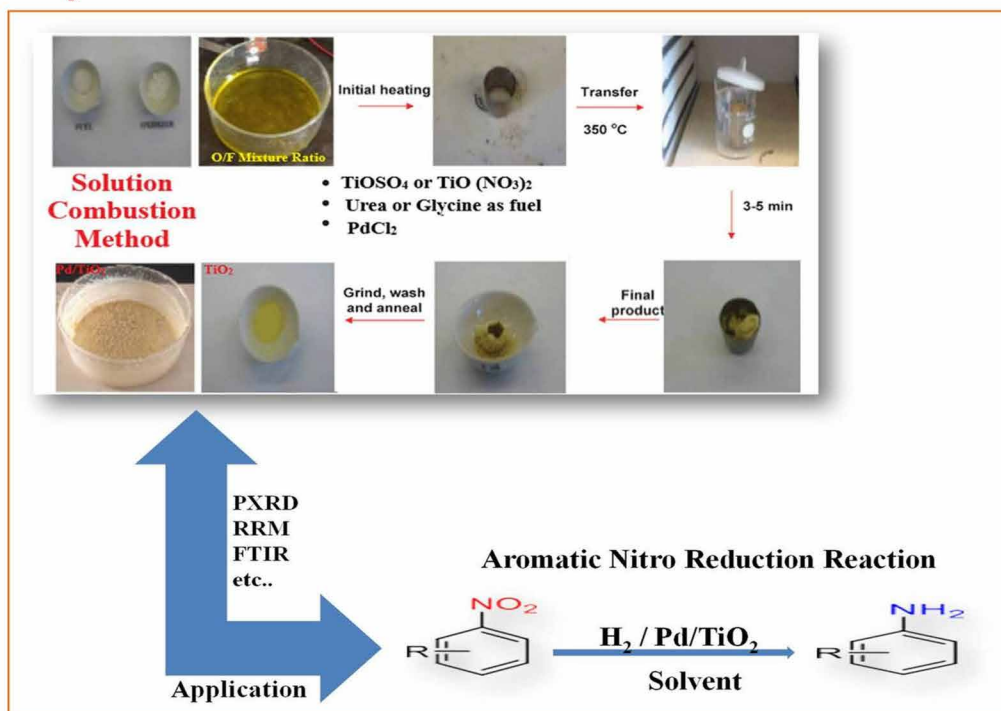 FUEL
O/F Mixture Ratio
Initial heating
Transfer
350 °C
Solution
Combustion
Method
• TiOSO₄ or TiO (NO₃)₂
• Urea or Glycine as fuel
• PdCl₂
3-5 min
Pd/TiO₂
TiO₂
Grind, wash
and anneal
Final
product
PXRD
RRM
FTIR
etc..
Application
Aromatic Nitro Reduction Reaction
NO₂
R
H₂ / Pd/TiO₂
Solvent
NH₂
R